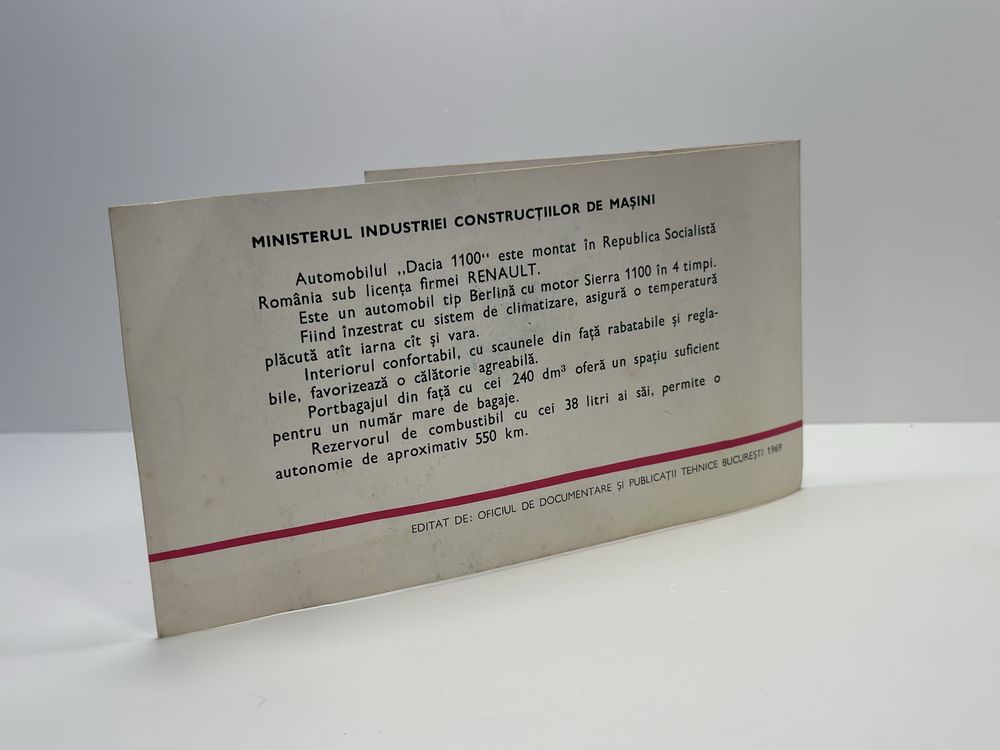 MINISTERUL INDUSTRIEI CONSTRUCȚIILOR DE MAȘINI
Automobilul „Dacia 1100“ este montat în Republica Socialistă
România sub licența firmei RENAULT.
Este un automobil tip Berlină cu motor Sierra 1100 în 4 timpi.
Fiind înzestrat cu sistem de climatizare, asigură o temperatură
plăcută atît iarna cît și vara.
Interiorul confortabil, cu scaunele din față rabatabile și regla-
bile, favorizează o călătorie agreabilă.
Portbagajul din față cu cei 240 dm³ oferă un spațiu suficient
pentru un număr mare de bagaje.
Rezervorul de combustibil cu cei 38 litri ai săi, permite o
autonomie de aproximativ 550 km.
EDITAT DE: OFICIUL DE DOCUMENTARE ȘI PUBLICAȚII TEHNICE BUCUREȘTI 1969